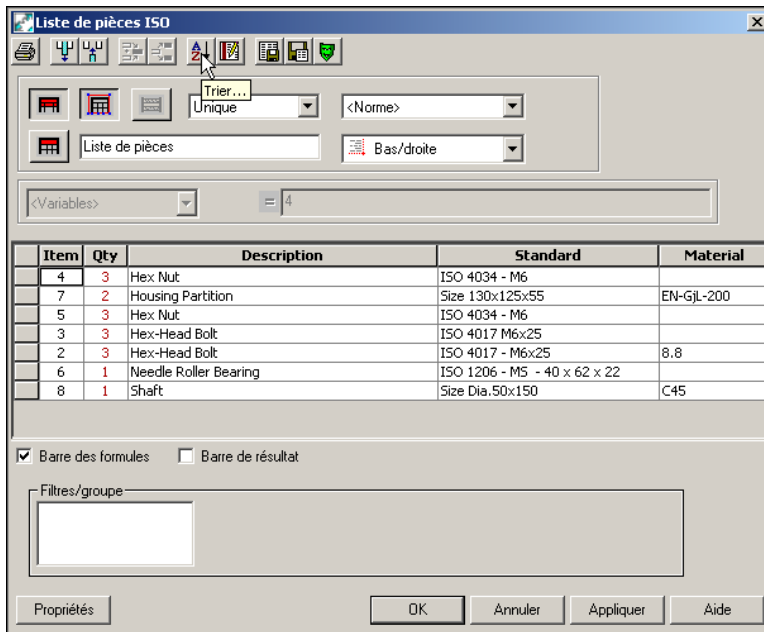 Liste de pièces ISO
Trier...
Unique
<Norme>
Liste de pièces
Bas/droite
<Variables>
= 4
Item Qty Description Standard Material
4 3 Hex Nut ISO 4034 - M6
7 2 Housing Partition Size 130x125x55 EN-GjL-200
5 3 Hex Nut ISO 4034 - M6
3 3 Hex-Head Bolt ISO 4017 M6x25
2 3 Hex-Head Bolt ISO 4017 - M6x25 8.8
6 1 Needle Roller Bearing ISO 1206 - MS - 40 x 62 x 22
8 1 Shaft Size Dia.50x150 C45
Barre des formules Barre de résultat
Filtres/groupe
Propriétés OK Annuler Appliquer Aide